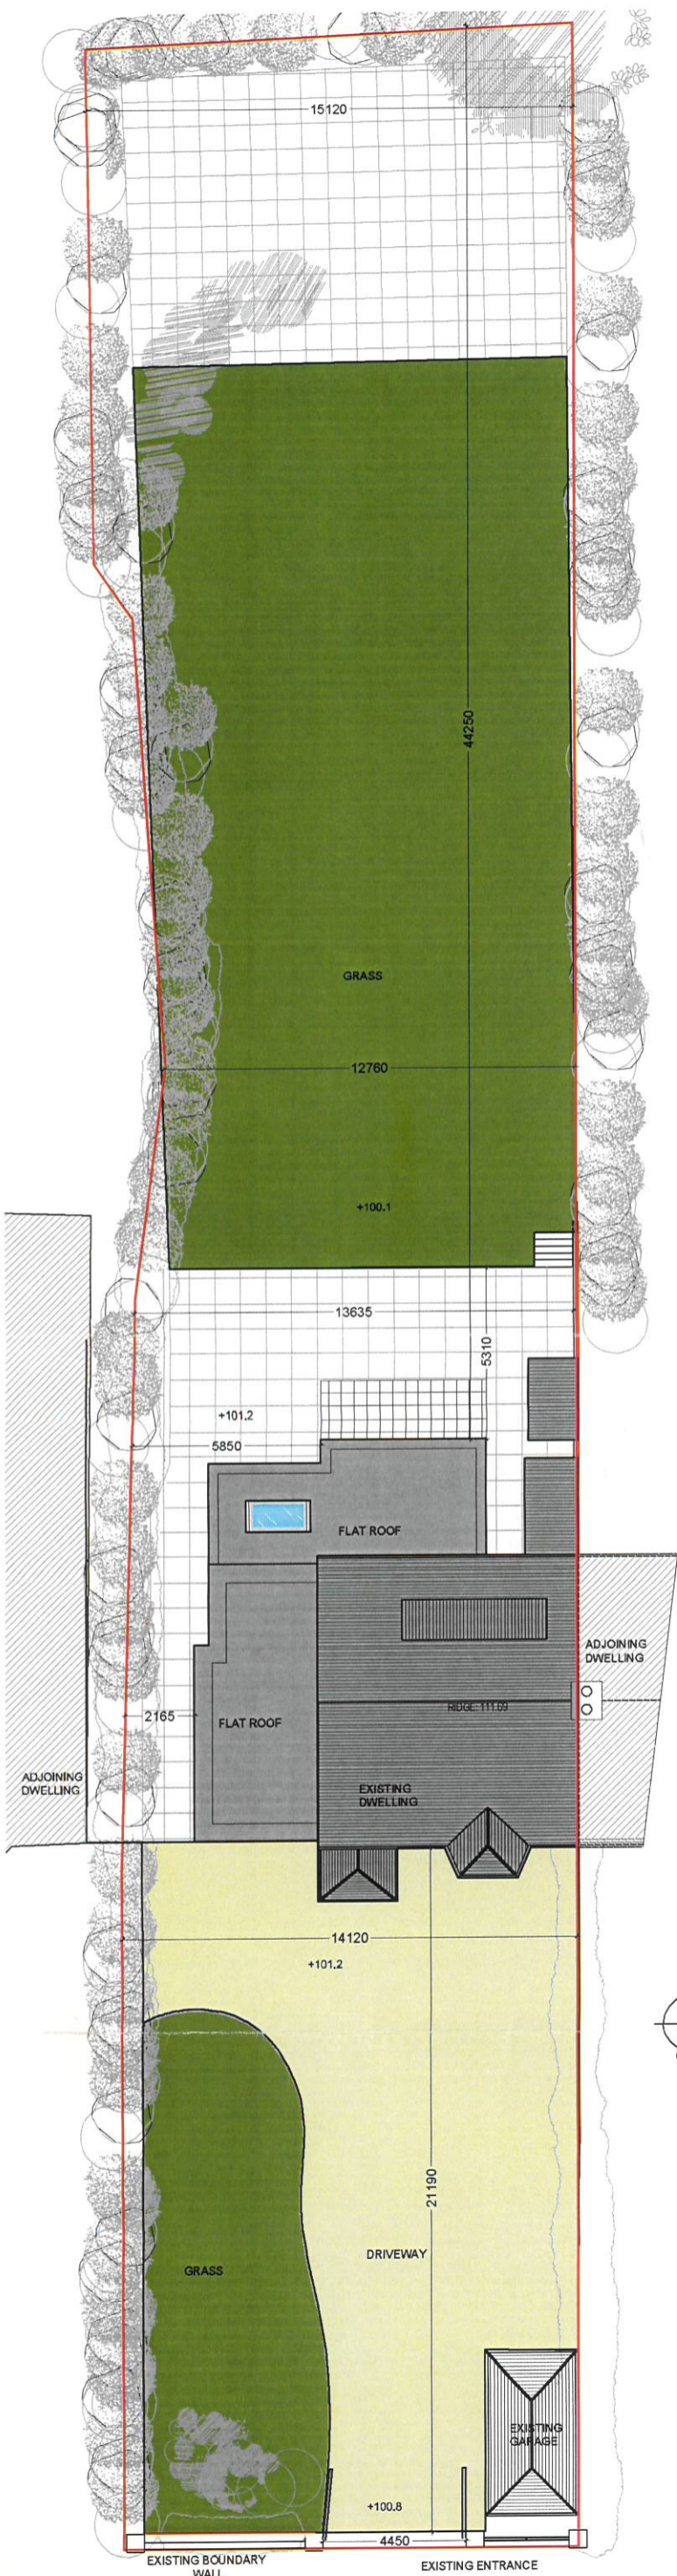 15120
44250
GRASS
12760
+100.1
13635
5310
+101.2
5850
FLAT ROOF
ADJOINING
DWELLING
RIDGE: 111.69
2165
FLAT ROOF
ADJOINING
DWELLING
EXISTING
DWELLING
14120
+101.2
21190
DRIVEWAY
GRASS
EXISTING
GARAGE
+100.8
4450
EXISTING BOUNDARY
WALL
EXISTING ENTRANCE